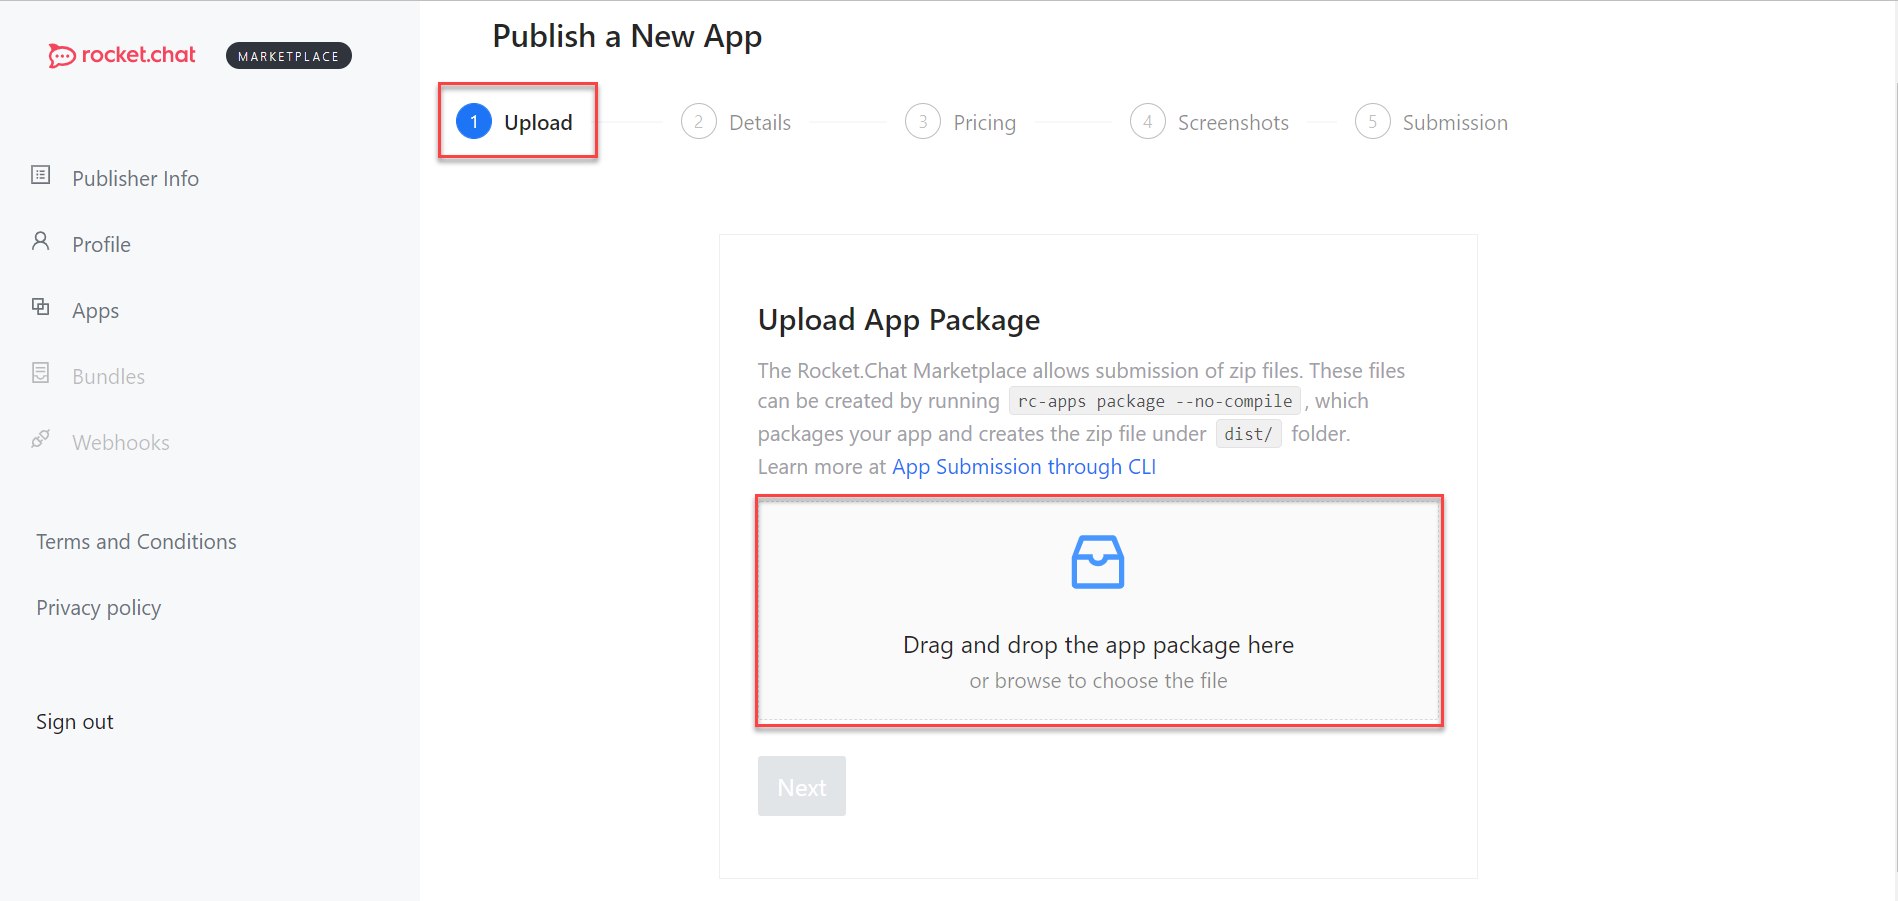 rocket.chat MARKETPLACE
Publisher Info
Profile
Apps
Bundles
Webhooks
Terms and Conditions
Privacy policy
Sign out
Publish a New App
1 Upload 2 Details 3 Pricing 4 Screenshots 5 Submission
Upload App Package
The Rocket.Chat Marketplace allows submission of zip files. These files
can be created by running rc-apps package --no-compile , which
packages your app and creates the zip file under dist/ folder.
Learn more at App Submission through CLI
Drag and drop the app package here
or browse to choose the file
Next